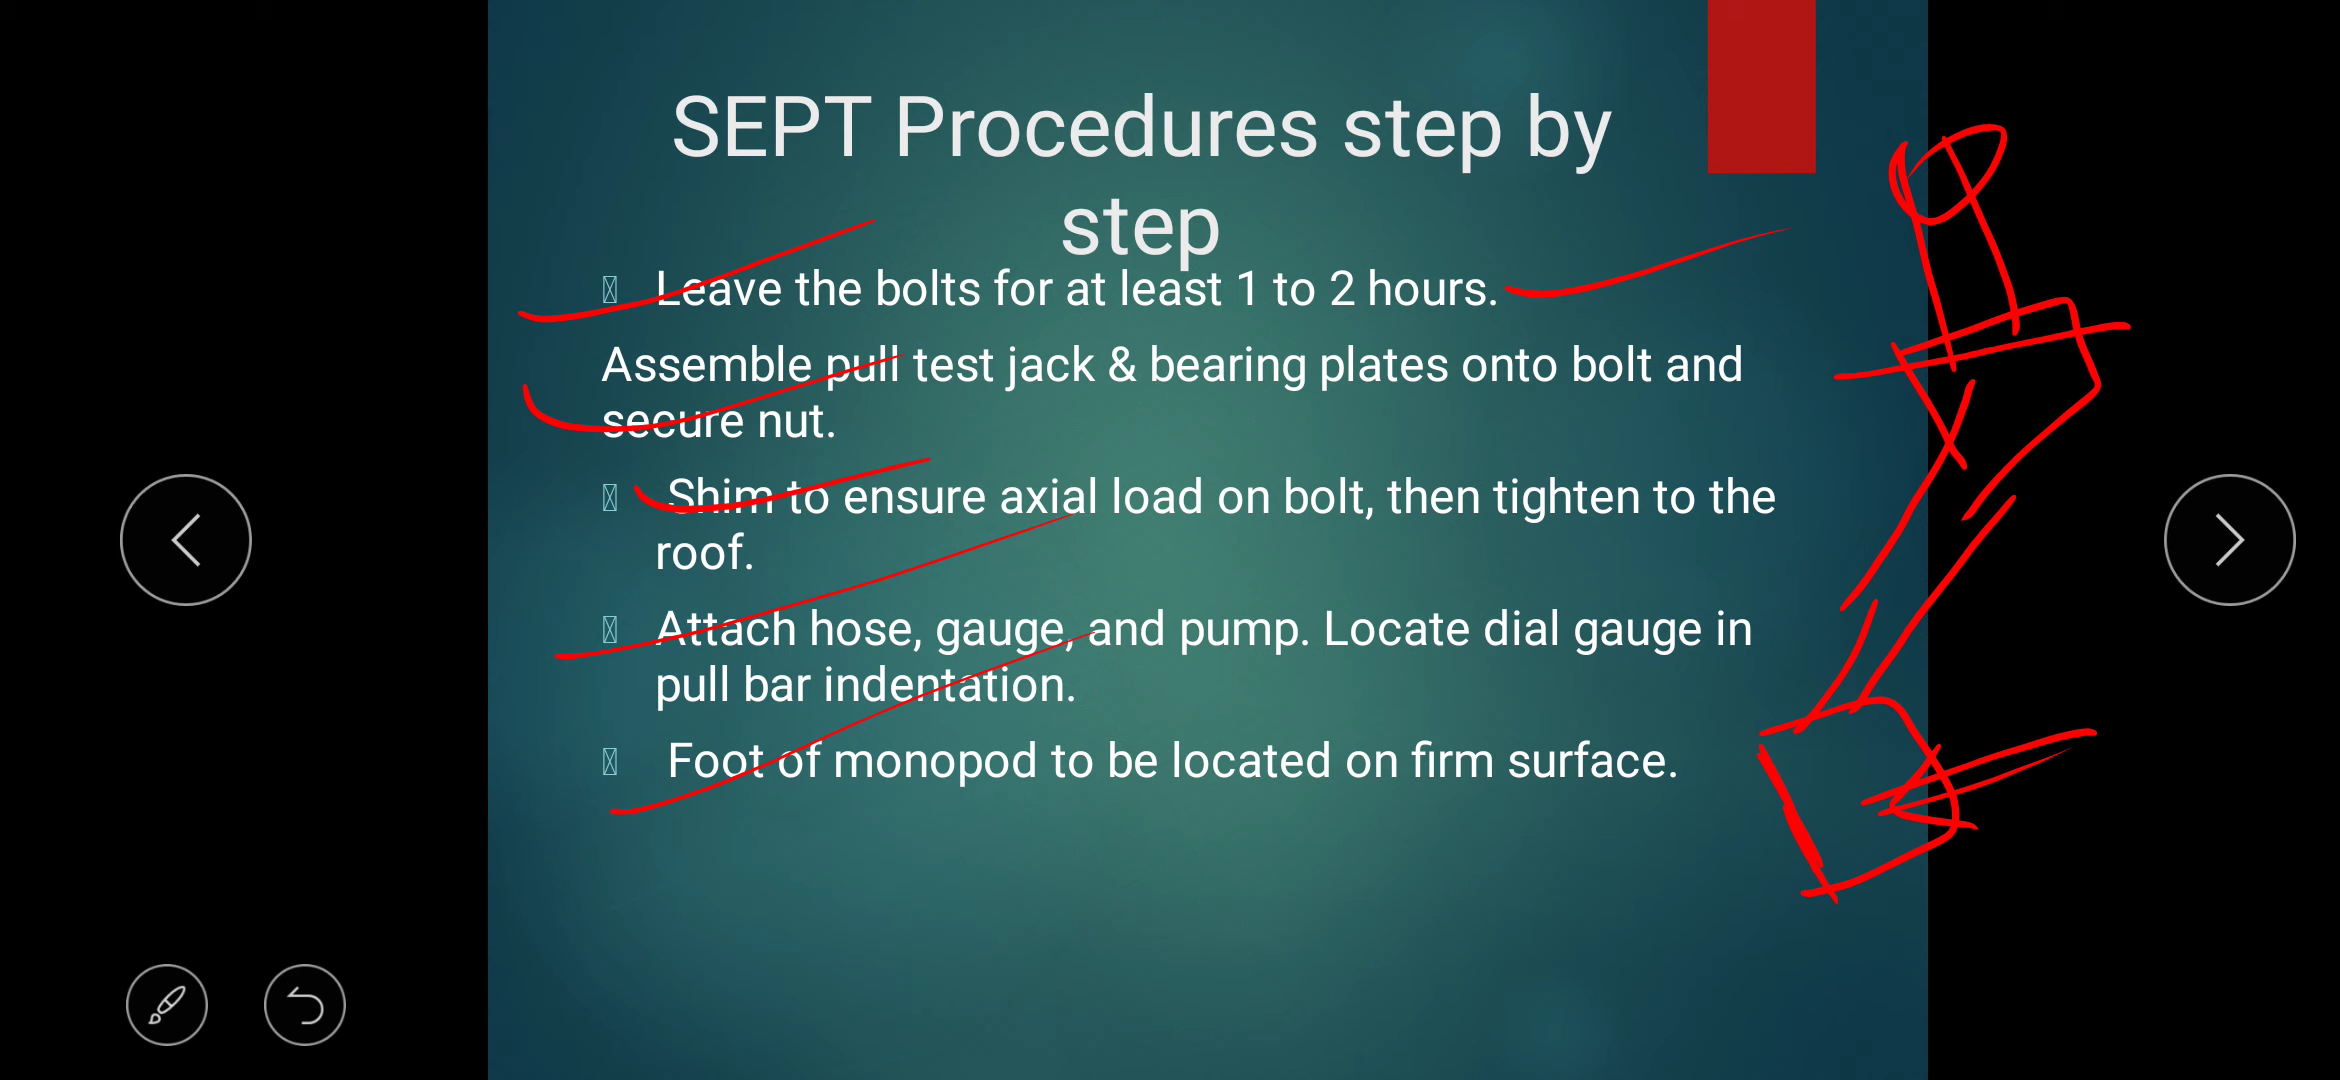 SEPT Procedures step by
step
Leave the bolts for at least 1 to 2 hours.
Assemble pull test jack & bearing plates onto bolt and
secure nut.
Shim to ensure axial load on bolt, then tighten to the
roof.
Attach hose, gauge, and pump. Locate dial gauge in
pull bar indentation.
Foot of monopod to be located on firm surface.